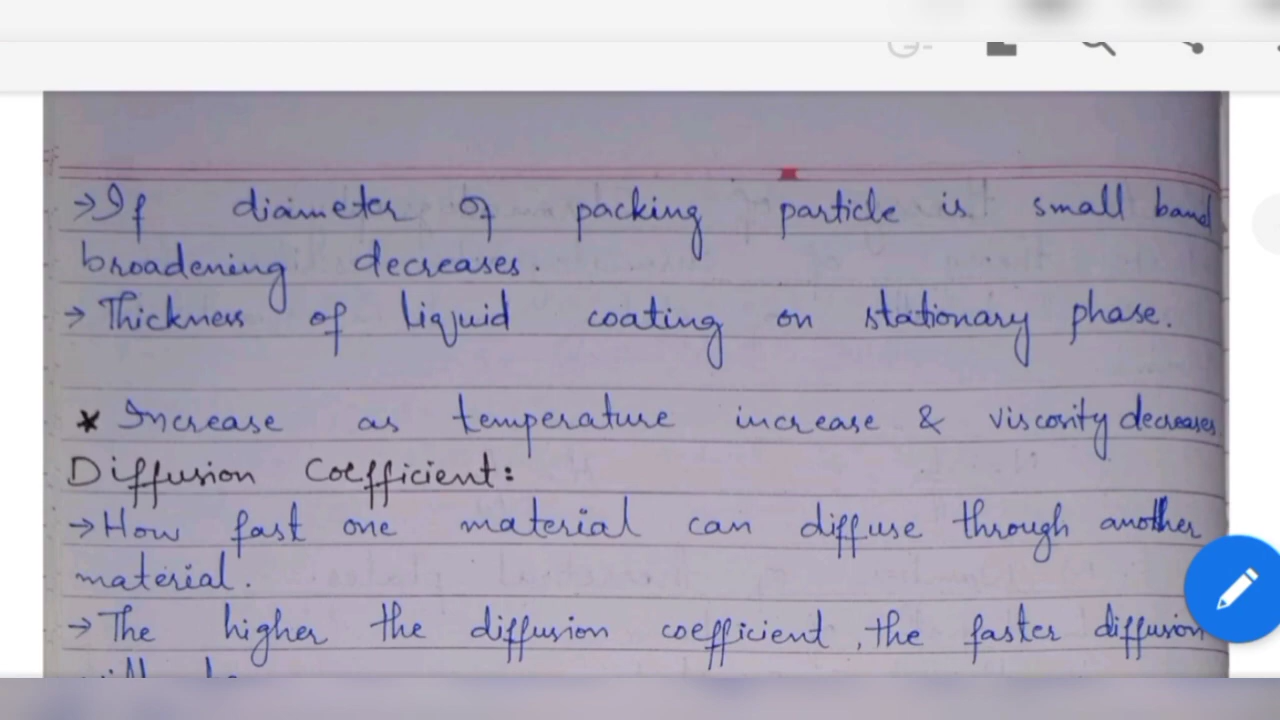 →If diameter of packing particle is small band
broadening decreases.
→Thickness of liquid coating on stationary phase.
* Increase as temperature increase & viscosity decreases
Diffusion Coefficient:
→How fast one material can diffuse through another
material.
→The higher the diffusion coefficient, the faster diffusion
will be